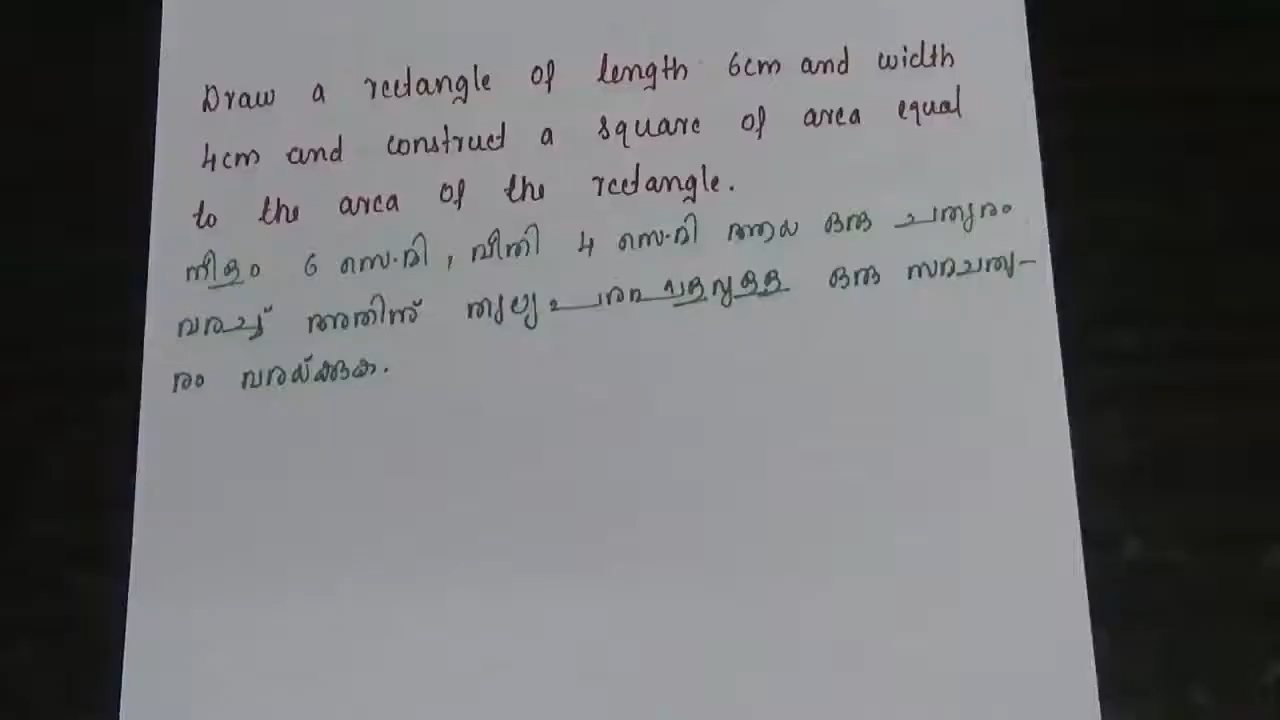 Draw a rectangle of length 6cm and width
4cm and construct a square of area equal
to the area of the rectangle.
നീളം 6 സെ.മി , വീതി 4 സെ.മി ആയ ഒരു ചതുരം
വരച്ച് അതിന് തുല്യ പരപ്പളവുള്ള ഒരു സമചതു-
രം വരയ്ക്കുക.